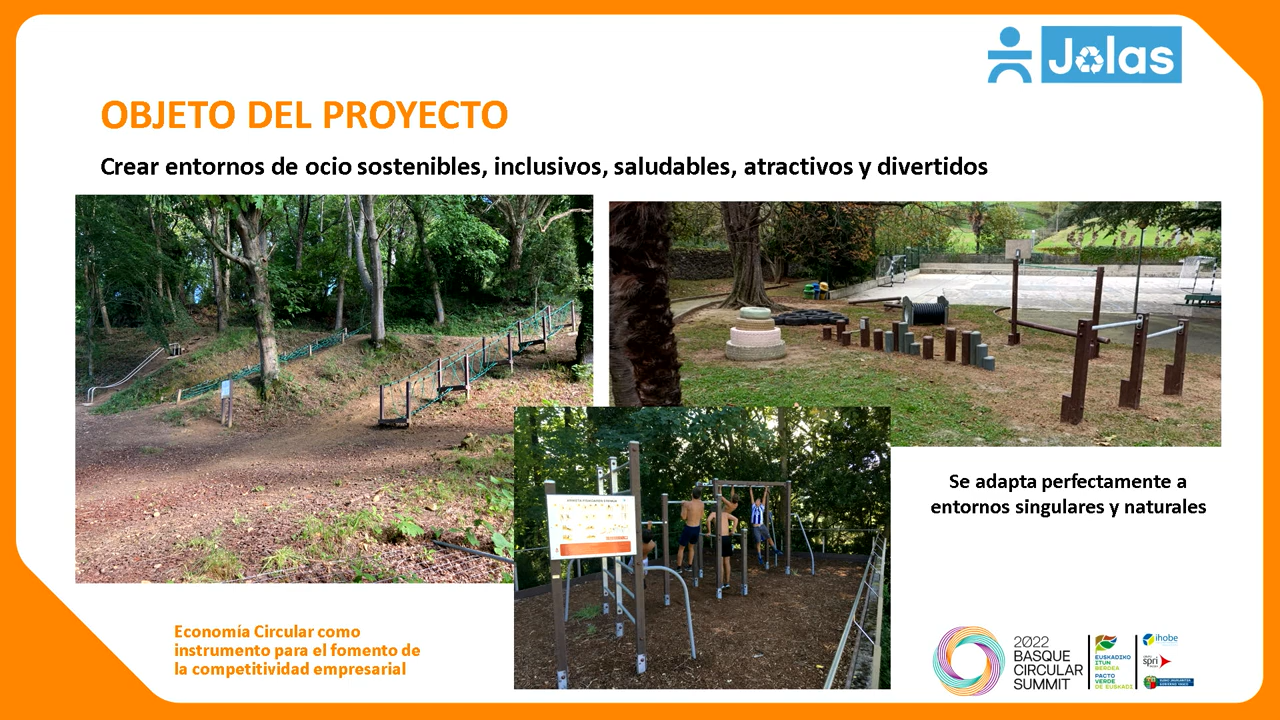 Jolas
OBJETO DEL PROYECTO
Crear entornos de ocio sostenibles, inclusivos, saludables, atractivos y divertidos
Se adapta perfectamente a
entornos singulares y naturales
Economía Circular como
instrumento para el fomento de
la competitividad empresarial
2022
BASQUE
CIRCULAR
SUMMIT
EUSKADIKO
ITUN
BERDEA
PACTO
VERDE
DE EUSKADI
ihobe
spri